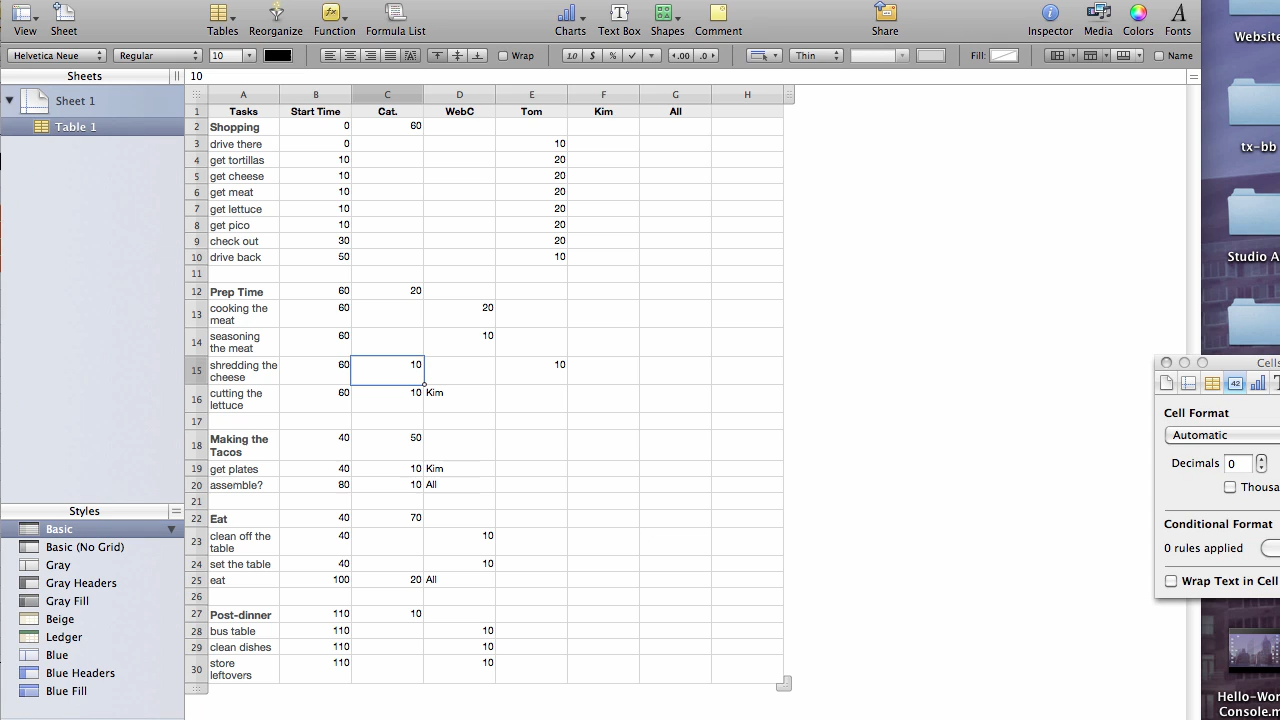 View Sheet Tables Reorganize Function Formula List Charts Text Box Shapes Comment Share Inspector Media Colors Fonts
Helvetica Neue Regular 10 Wrap 1.0 $ % +.00 .0 Thin Fill: Name
Sheets 10
Sheet 1
Table 1
A B C D E F G H
1 Tasks Start Time Cat. WebC Tom Kim All
2 Shopping 0 60
3 drive there 0 10
4 get tortillas 10 20
5 get cheese 10 20
6 get meat 10 20
7 get lettuce 10 20
8 get pico 10 20
9 check out 30 20
10 drive back 50 10
11
12 Prep Time 60 20
13 cooking the meat 60 20
14 seasoning the meat 60 10
15 shredding the cheese 60 10 10
16 cutting the lettuce 60 10 Kim
17
18 Making the Tacos 40 50
19 get plates 40 10 Kim
20 assemble? 80 10 All
21
22 Eat 40 70
23 clean off the table 40 10
24 set the table 40 10
25 eat 100 20 All
26
27 Post-dinner 110 10
28 bus table 110 10
29 clean dishes 110 10
30 store leftovers 110 10
Styles
Basic
Basic (No Grid)
Gray
Gray Headers
Gray Fill
Beige
Ledger
Blue
Blue Headers
Blue Fill
Website
tx-bb
Studio A
Cells
42
Cell Format
Automatic
Decimals 0
Thousa
Conditional Format
0 rules applied
Wrap Text in Cell
Hello-Wor
Console.m